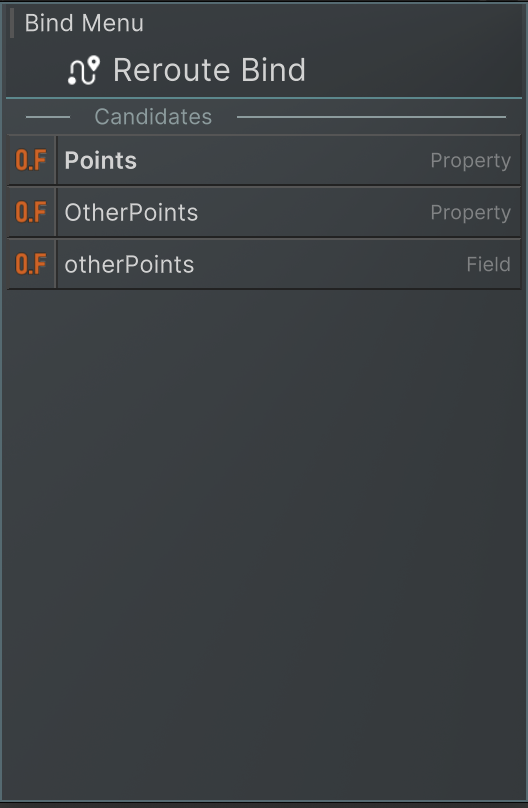 Bind Menu
Reroute Bind
Candidates
0.F Points Property
0.F OtherPoints Property
0.F otherPoints Field